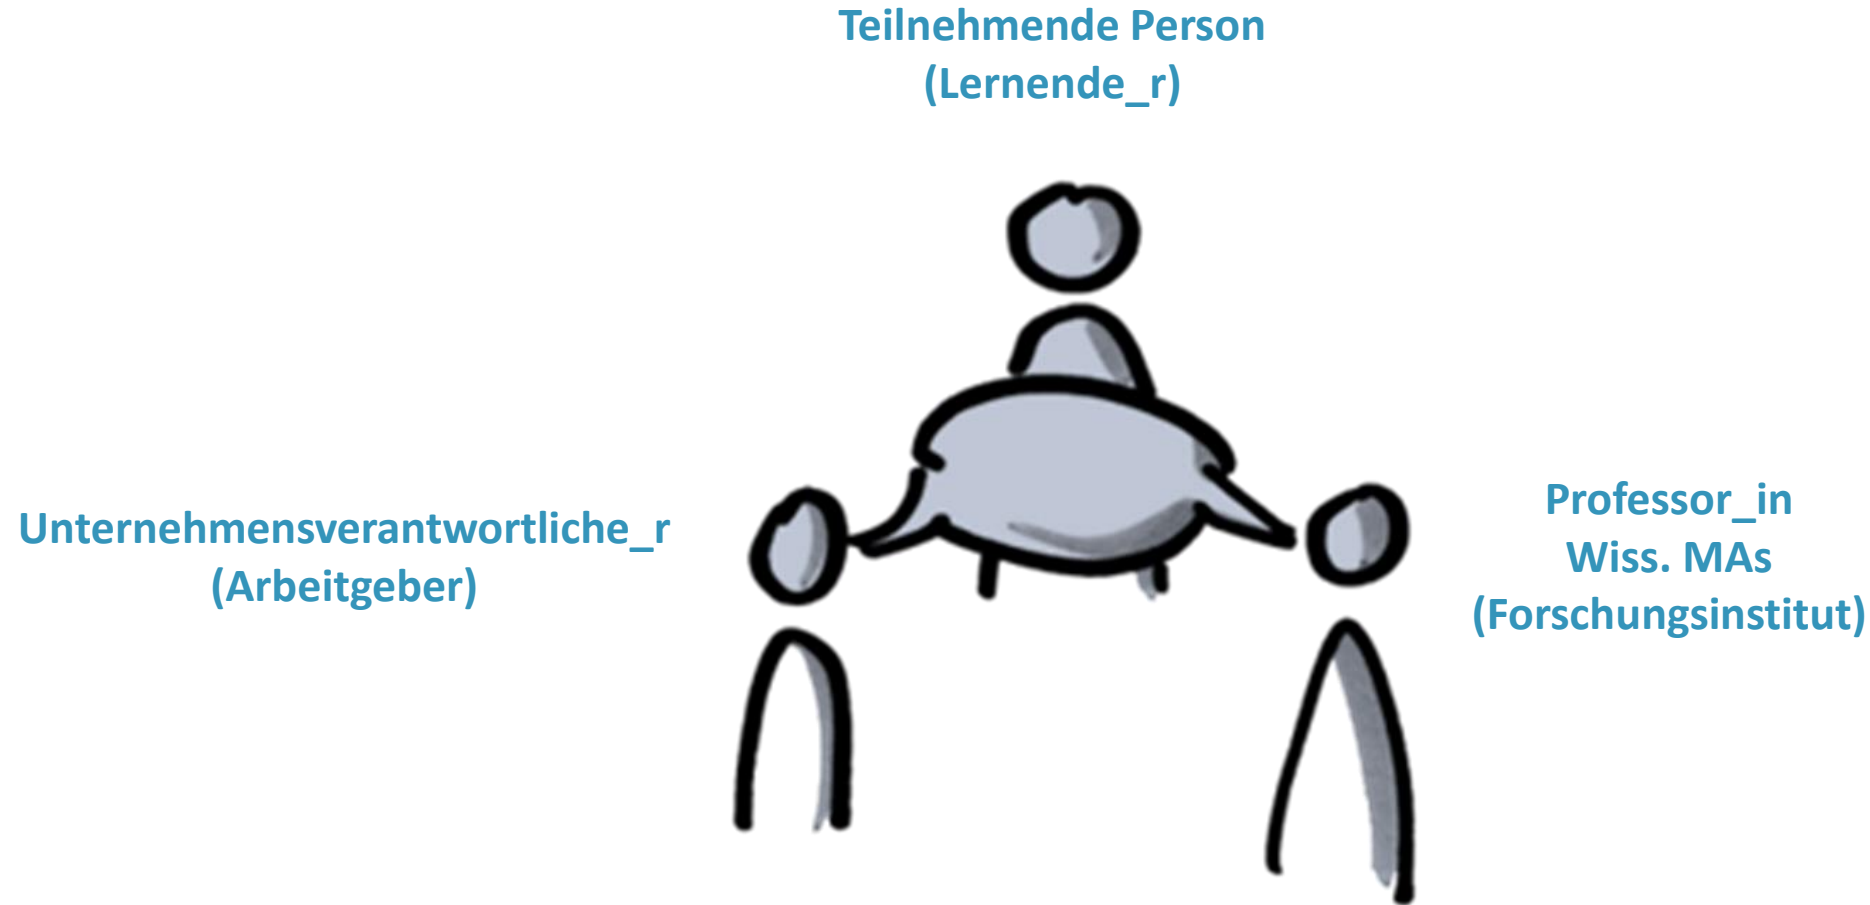 Teilnehmende Person
(Lernende_r)
Unternehmensverantwortliche_r
(Arbeitgeber)
Professor_in
Wiss. MAs
(Forschungsinstitut)